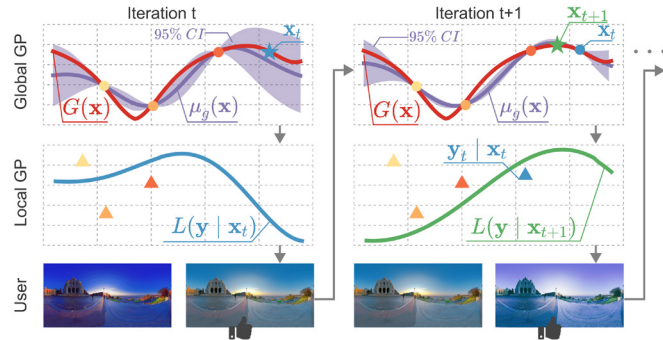 Iteration t
Iteration t+1
Global GP
95% CI
x_t
G(x)
μ_g(x)
95% CI
x_{t+1}
x_t
G(x)
μ_g(x)
Local GP
L(y | x_t)
y_t | x_t
L(y | x_{t+1})
User